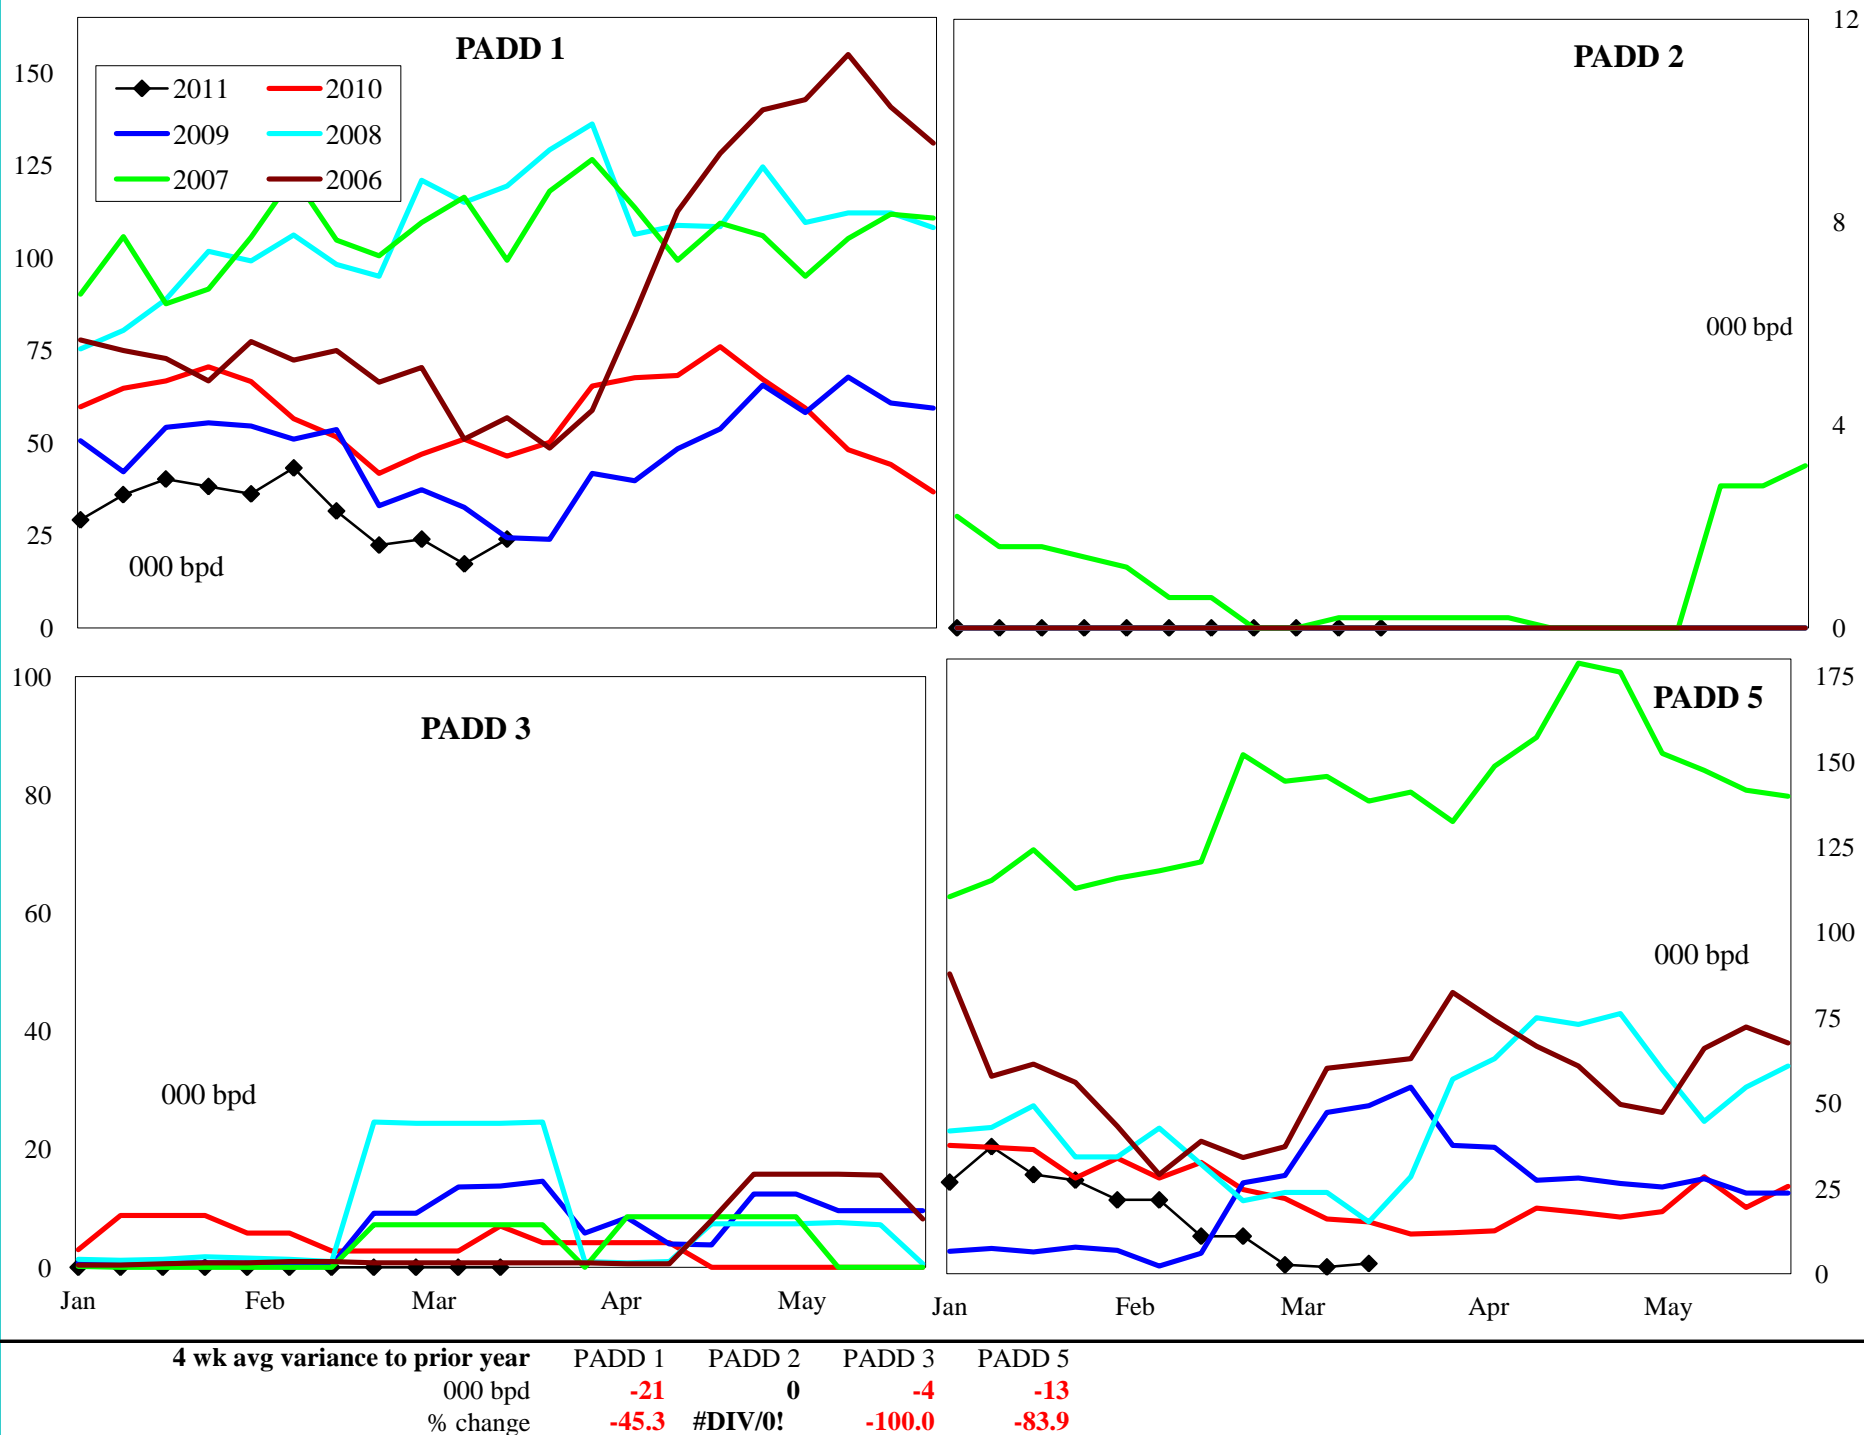 PADD 1
150
2011 2010
2009 2008
2007 2006
125
100
75
50
25
0
000 bpd
PADD 2
12
8
4
0
000 bpd
PADD 3
100
80
60
40
20
0
000 bpd
Jan Feb Mar Apr May
PADD 5
175
150
125
100
75
50
25
0
000 bpd
Jan Feb Mar Apr May
4 wk avg variance to prior year PADD 1 PADD 2 PADD 3 PADD 5
000 bpd -21 0 -4 -13
% change -45.3 #DIV/0! -100.0 -83.9